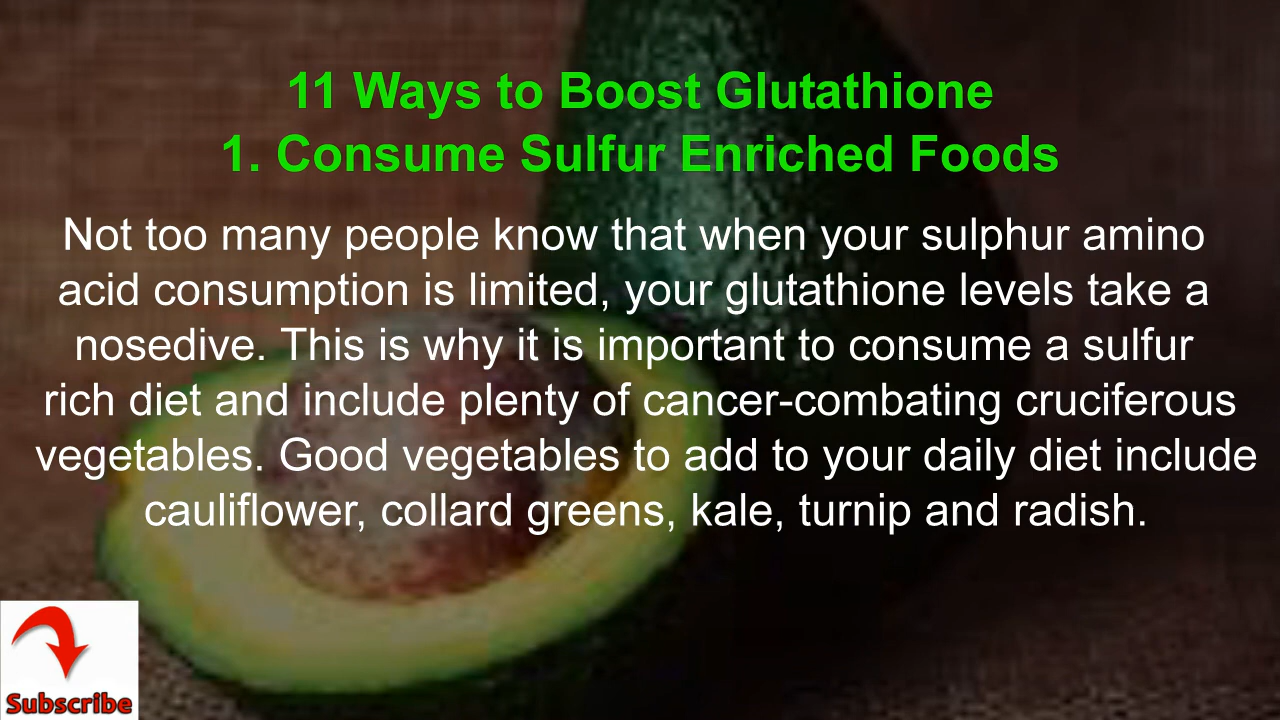 11 Ways to Boost Glutathione
1. Consume Sulfur Enriched Foods
Not too many people know that when your sulphur amino
acid consumption is limited, your glutathione levels take a
nosedive. This is why it is important to consume a sulfur
rich diet and include plenty of cancer-combating cruciferous
vegetables. Good vegetables to add to your daily diet include
cauliflower, collard greens, kale, turnip and radish.
Subscribe